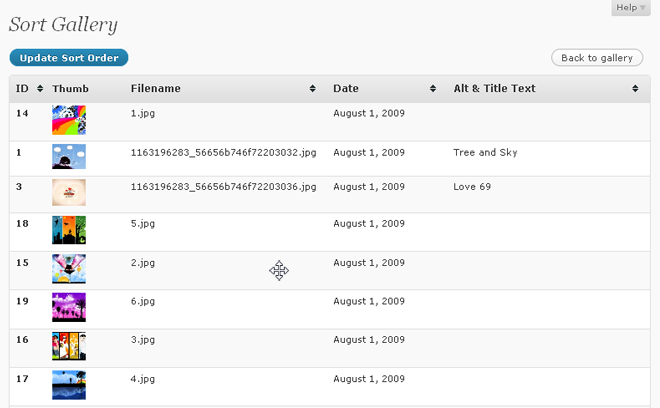 Help
Sort Gallery
Update Sort Order Back to gallery
ID Thumb Filename Date Alt & Title Text
14 1.jpg August 1, 2009
1 1163196283_56656b746f72203032.jpg August 1, 2009 Tree and Sky
3 1163196283_56656b746f72203036.jpg August 1, 2009 Love 69
18 5.jpg August 1, 2009
15 2.jpg August 1, 2009
19 6.jpg August 1, 2009
16 3.jpg August 1, 2009
17 4.jpg August 1, 2009